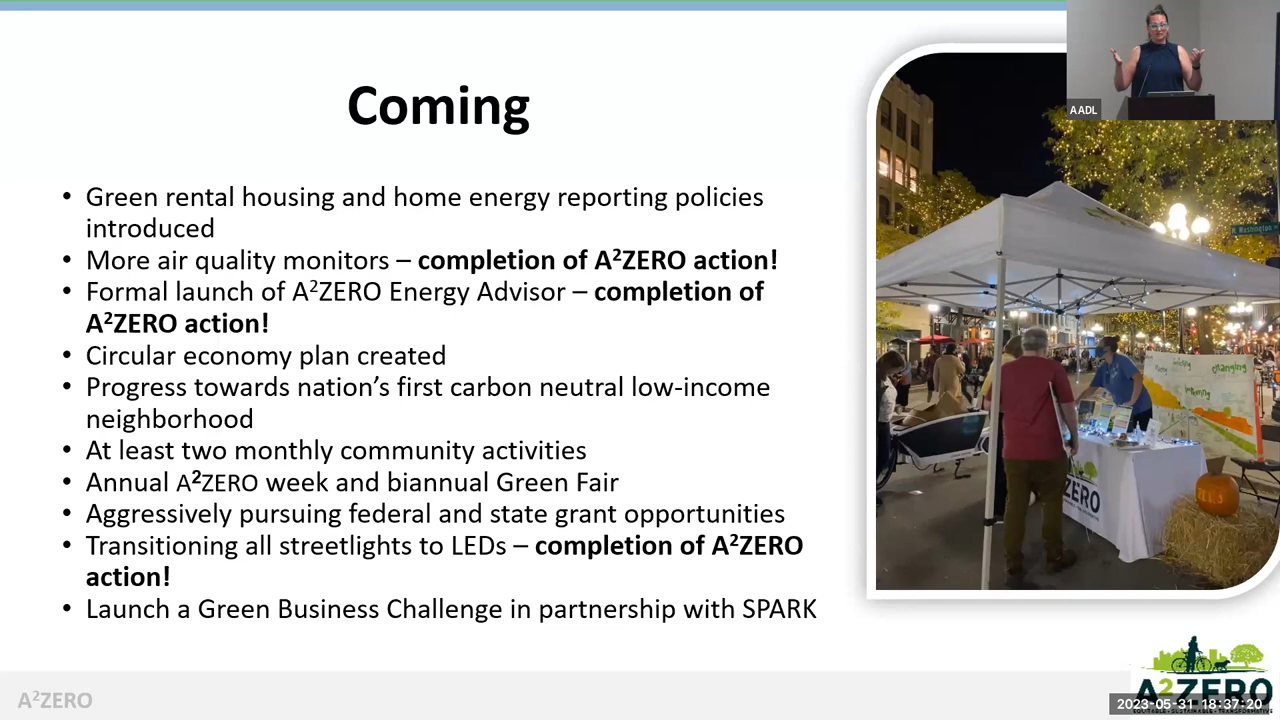 AADL
Coming
• Green rental housing and home energy reporting policies
introduced
• More air quality monitors – completion of A²ZERO action!
• Formal launch of A²ZERO Energy Advisor – completion of
A²ZERO action!
• Circular economy plan created
• Progress towards nation’s first carbon neutral low-income
neighborhood
• At least two monthly community activities
• Annual A²ZERO week and biannual Green Fair
• Aggressively pursuing federal and state grant opportunities
• Transitioning all streetlights to LEDs – completion of A²ZERO
action!
• Launch a Green Business Challenge in partnership with SPARK
changing
ZERO
A²ZERO
A²ZERO
2023-05-31 18:37:20